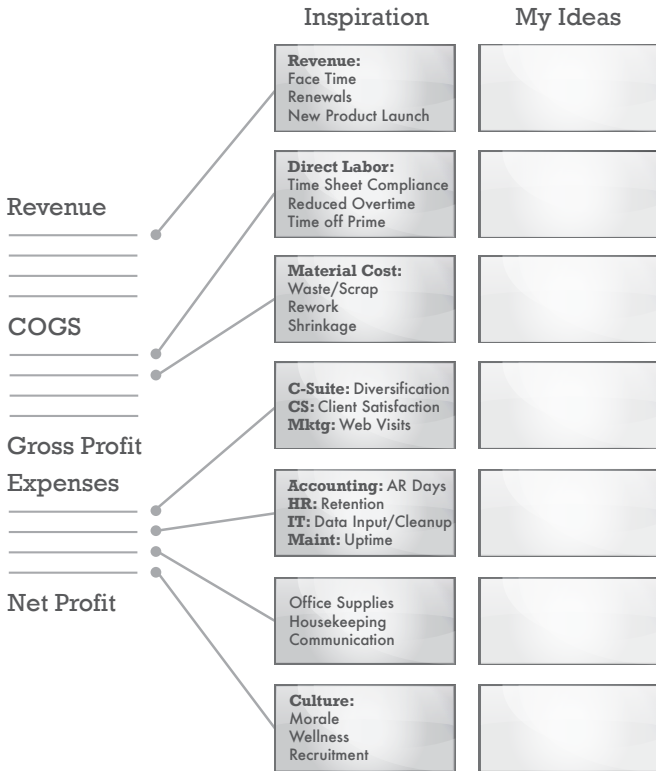 Inspiration
My Ideas
Revenue:
Face Time
Renewals
New Product Launch
Direct Labor:
Time Sheet Compliance
Reduced Overtime
Time off Prime
Revenue
Material Cost:
Waste/Scrap
Rework
Shrinkage
COGS
C-Suite: Diversification
CS: Client Satisfaction
Mktg: Web Visits
Gross Profit
Expenses
Accounting: AR Days
HR: Retention
IT: Data Input/Cleanup
Maint: Uptime
Net Profit
Office Supplies
Housekeeping
Communication
Culture:
Morale
Wellness
Recruitment